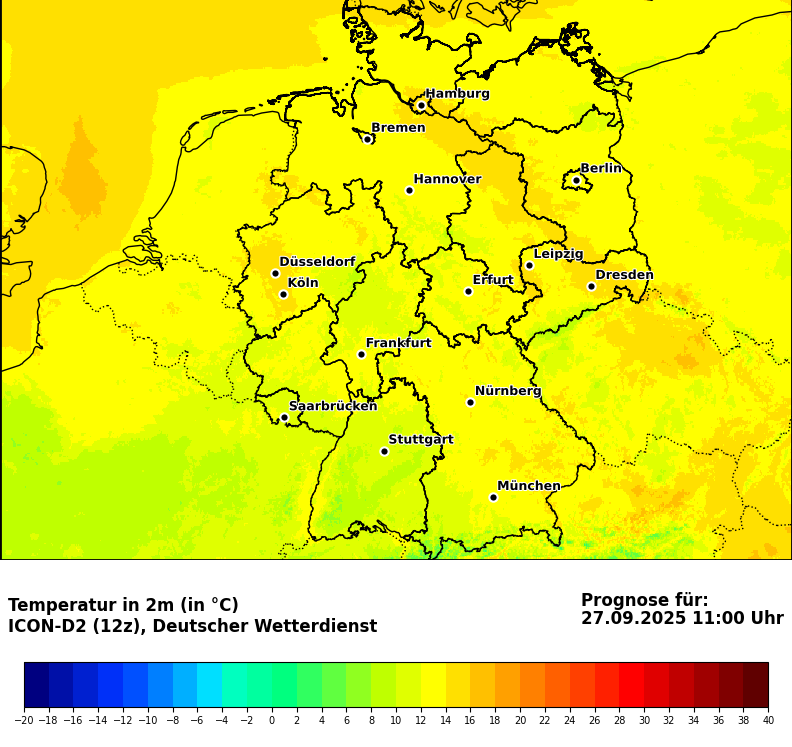 Hamburg
Bremen
Berlin
Hannover
Leipzig
Düsseldorf
Dresden
Köln
Erfurt
Frankfurt
Nürnberg
Saarbrücken
Stuttgart
München
Temperatur in 2m (in °C)
ICON-D2 (12z), Deutscher Wetterdienst
Prognose für:
27.09.2025 11:00 Uhr
−20 −18 −16 −14 −12 −10 −8 −6 −4 −2 0 2 4 6 8 10 12 14 16 18 20 22 24 26 28 30 32 34 36 38 40